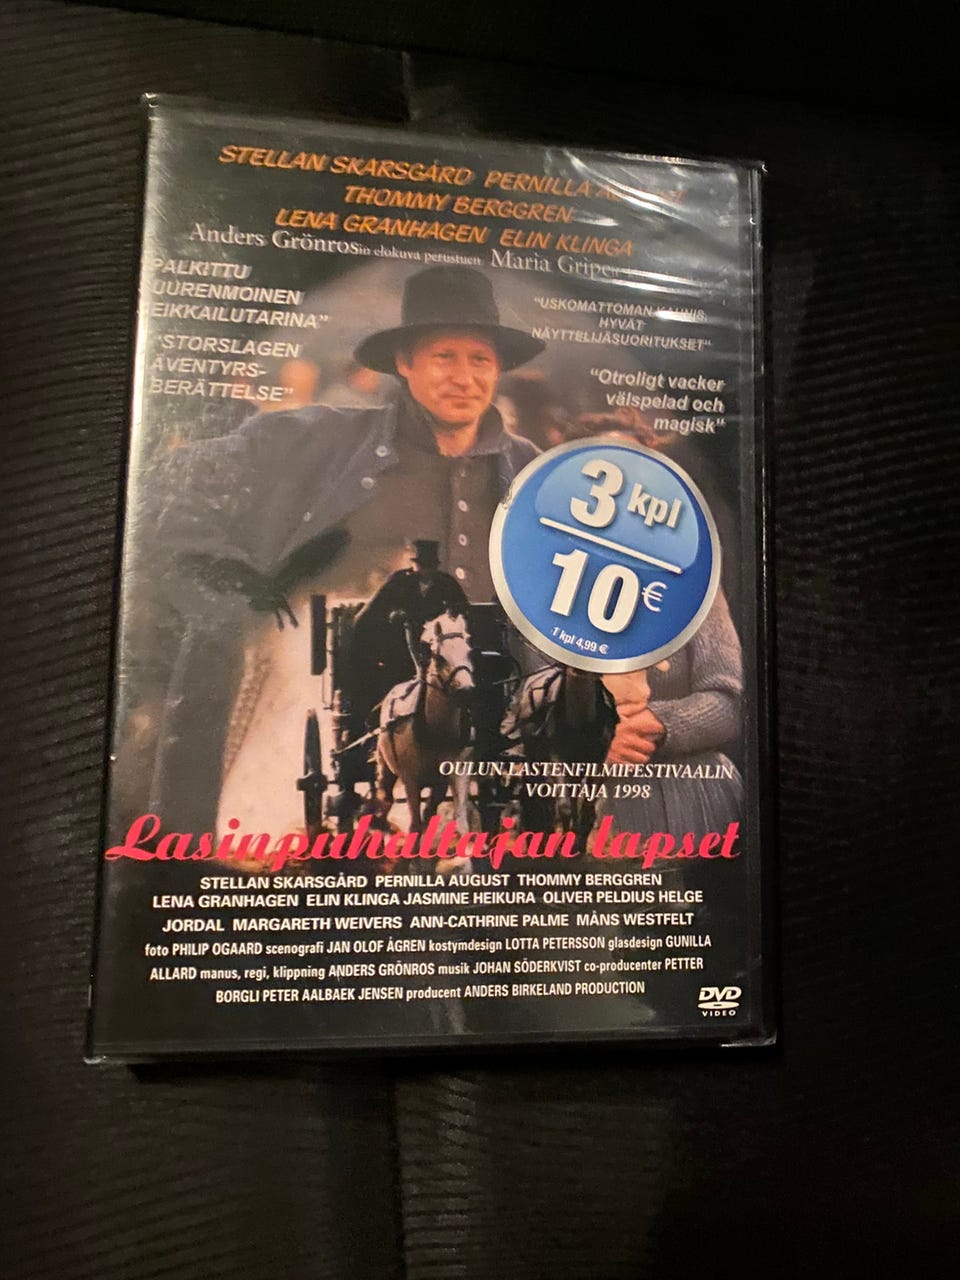 STELLAN SKARSGÅRD PERNILLA
THOMMY BERGGREN
LENA GRANHAGEN ELIN KLINGA
Anders Grönrosin elokuva perustuen Maria Gripe
PALKITTU
UURENMOINEN
EIKKAILUTARINA"
"STORSLAGEN
ÄVENTYRS-
BERÄTTELSE"
"USKOMATTOMAN KAUNIS,
HYVÄT
NÄYTTELIJÄSUORITUKSET"
"Otroligt vacker
välspelad och
magisk"
3 kpl
10€
1 kpl 4,99 €
OULUN LASTENFILMIFESTIVAALIN
VOITTAJA 1998
Lasinpuhaltajan lapset
STELLAN SKARSGÅRD PERNILLA AUGUST THOMMY BERGGREN
LENA GRANHAGEN ELIN KLINGA JASMINE HEIKURA OLIVER PELDIUS HELGE
JORDAL MARGARETH WEIVERS ANN-CATHRINE PALME MÅNS WESTFELT
foto PHILIP OGAARD scenografi JAN OLOF ÅGREN kostymdesign LOTTA PETERSSON glasdesign GUNILLA
ALLARD manus, regi, klippning ANDERS GRÖNROS musik JOHAN SÖDERKVIST co-producenter PETTER
BORGLI PETER AALBAEK JENSEN producent ANDERS BIRKELAND PRODUCTION
DVD
VIDEO